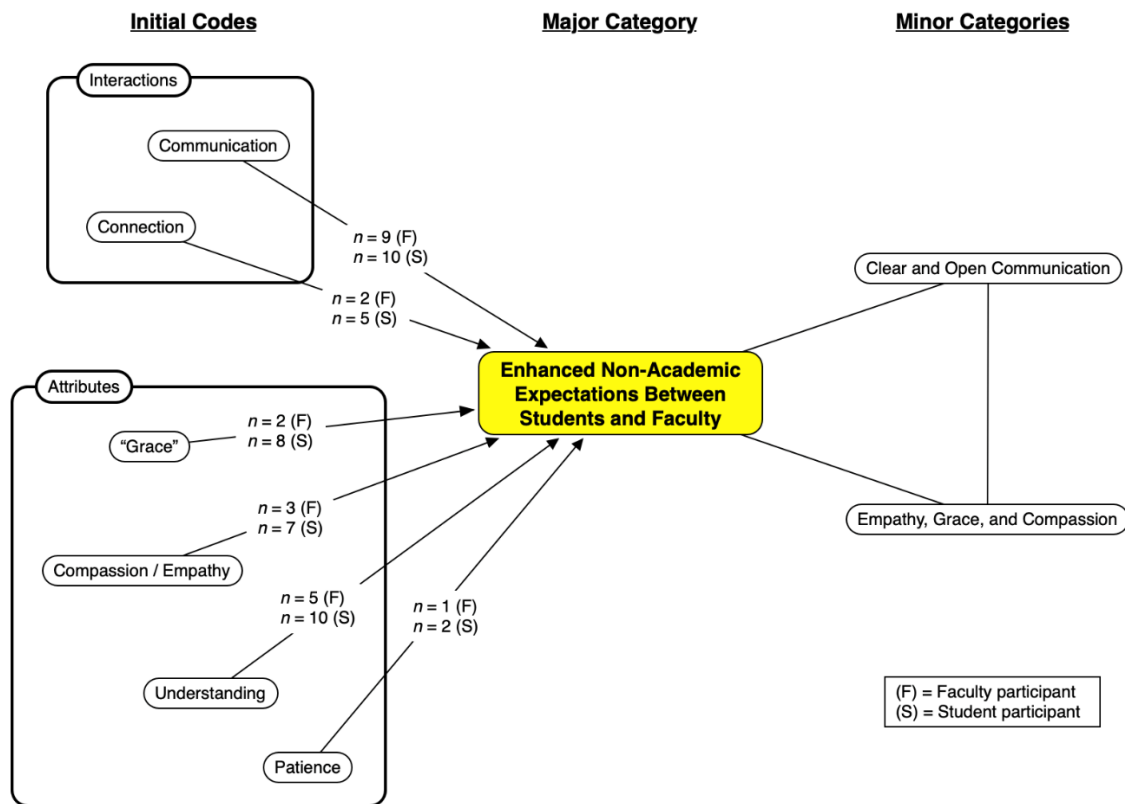 Initial Codes
Major Category
Minor Categories
Interactions
Communication
Connection
n = 9 (F)
n = 10 (S)
n = 2 (F)
n = 5 (S)
Clear and Open Communication
Enhanced Non-Academic
Expectations Between
Students and Faculty
Attributes
“Grace”
n = 2 (F)
n = 8 (S)
Compassion / Empathy
n = 3 (F)
n = 7 (S)
Empathy, Grace, and Compassion
Understanding
n = 5 (F)
n = 10 (S)
Patience
n = 1 (F)
n = 2 (S)
(F) = Faculty participant
(S) = Student participant